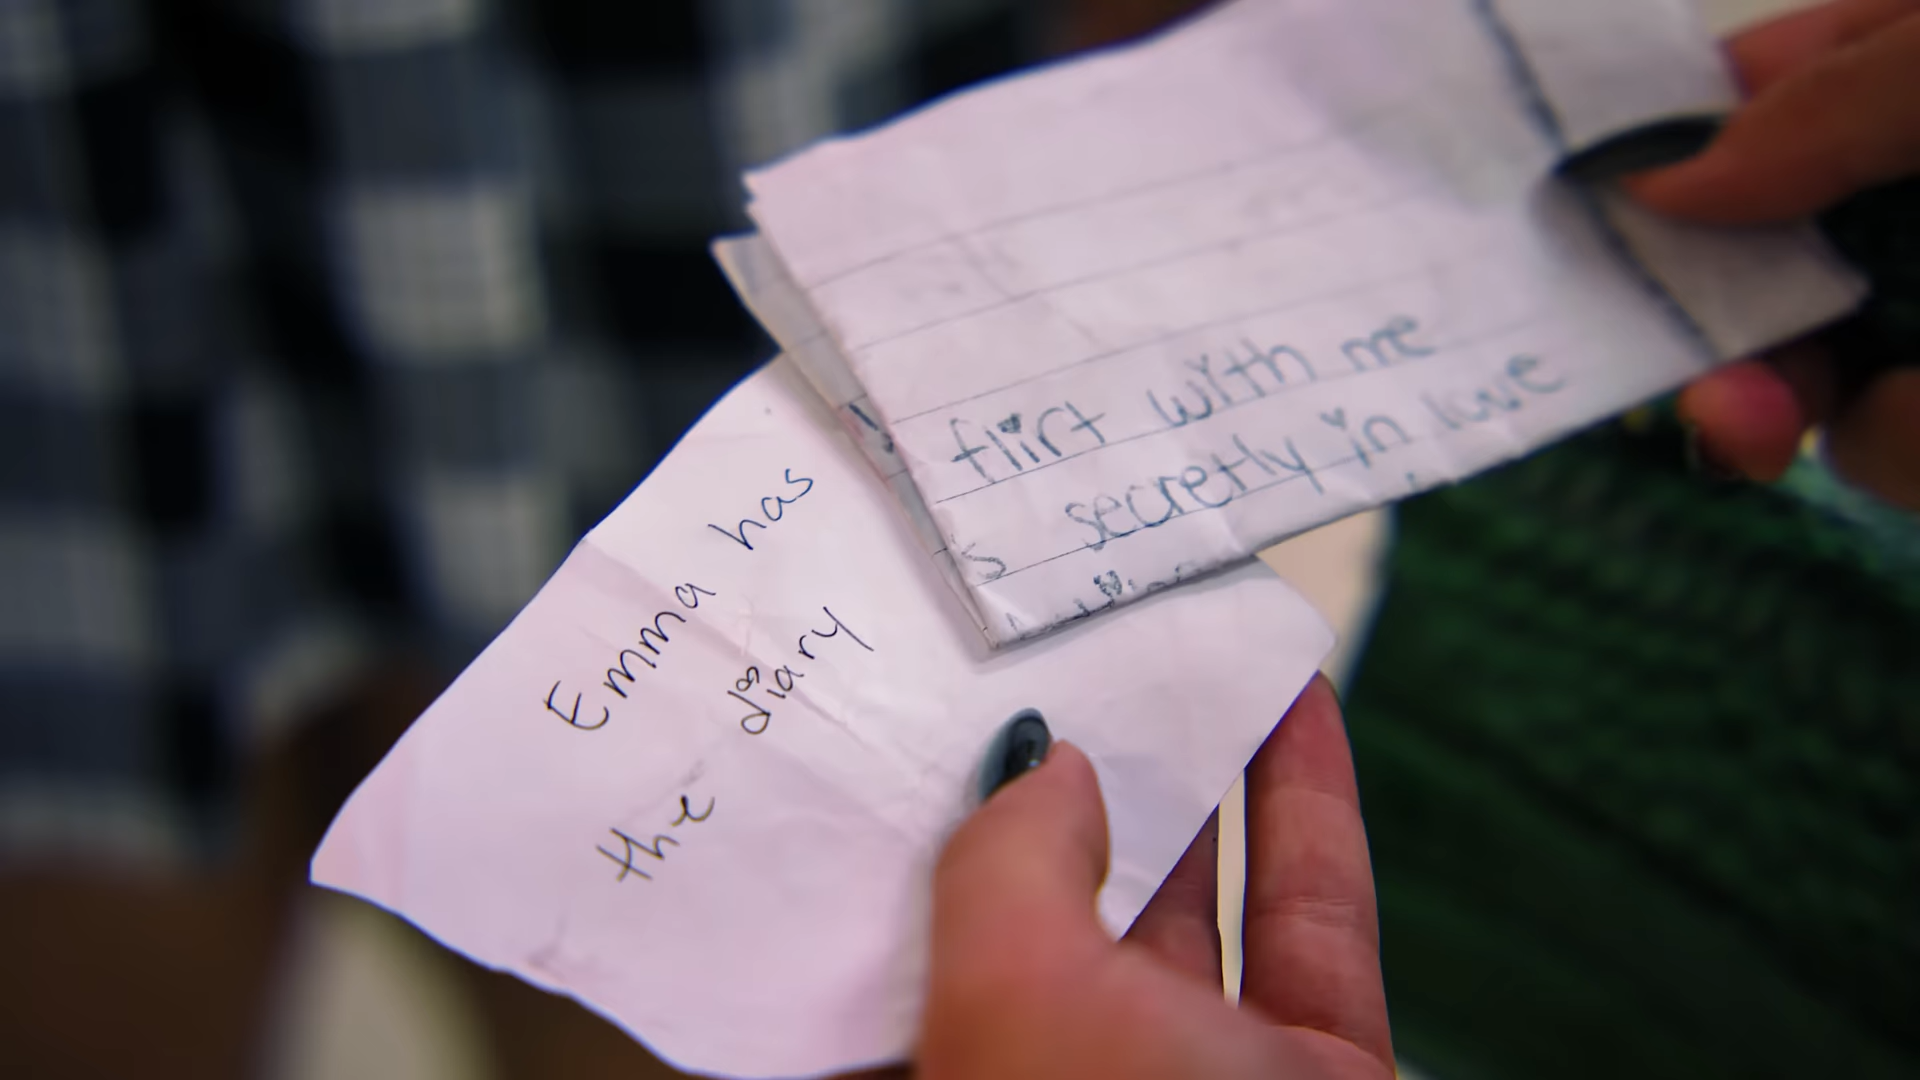 flirt with me
s secretly in love
Emma has
the diary